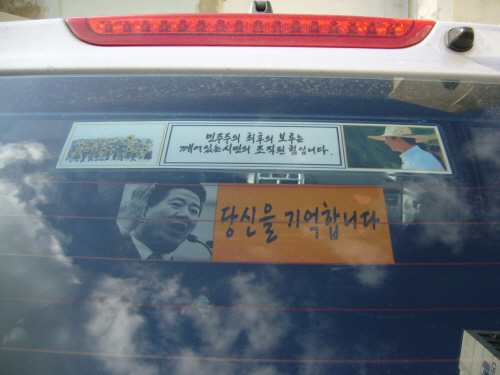 민주주의 최후의 보루는
깨어있는 시민의 조직된 힘입니다.
당신을 기억합니다